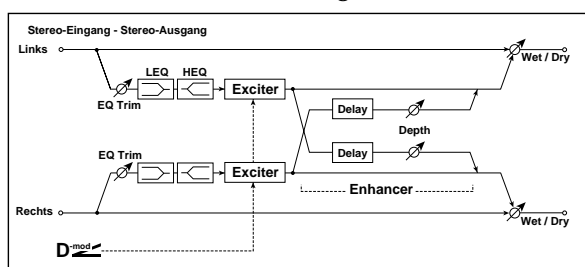 Stereo-Eingang - Stereo-Ausgang
Links
Wet / Dry
LEQ HEQ
EQ Trim
Exciter
Delay
Depth
EQ Trim
Delay
Exciter
Enhancer
Rechts
Wet / Dry
D-mod